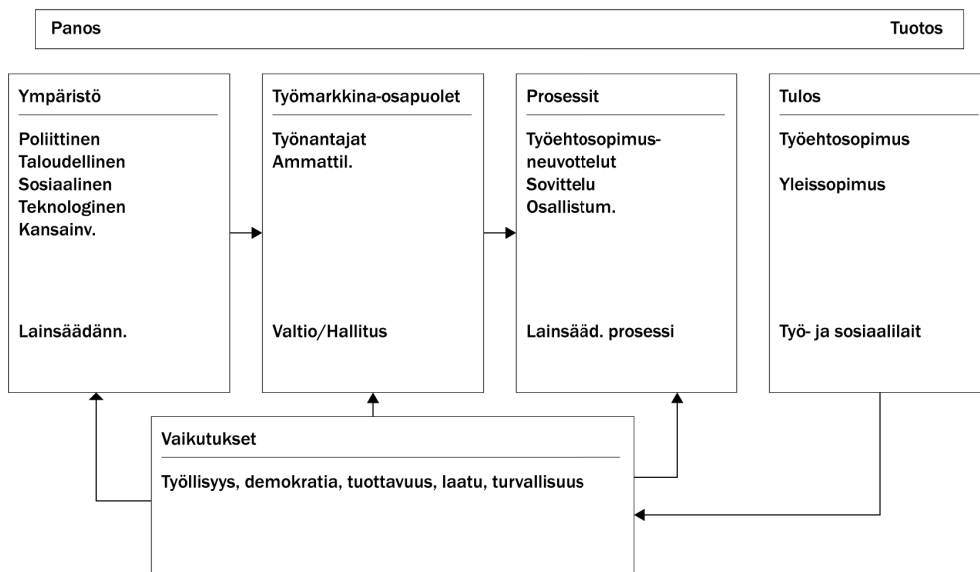 Panos
Tuotos
Ympäristö
Poliittinen
Taloudellinen
Sosiaalinen
Teknologinen
Kansainv.
Lainsäädänn.
Työmarkkina-osapuolet
Työnantajat
Ammattil.
Valtio/Hallitus
Prosessit
Työehtosopimus-
neuvottelut
Sovittelu
Osallistum.
Lainsääd. prosessi
Tulos
Työehtosopimus
Yleissopimus
Työ- ja sosiaalilait
Vaikutukset
Työllisyys, demokratia, tuottavuus, laatu, turvallisuus